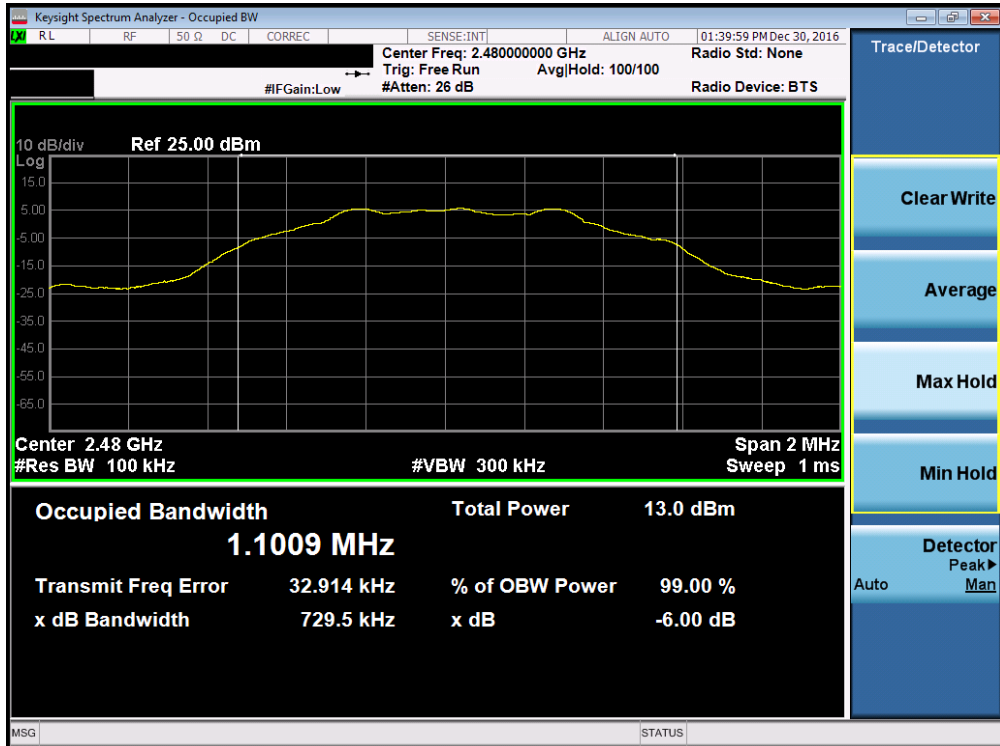 Keysight Spectrum Analyzer - Occupied BW
LXI RL RF 50 Ω DC CORREC SENSE:INT ALIGN AUTO 01:39:59 PM Dec 30, 2016
Center Freq: 2.480000000 GHz Radio Std: None
Trig: Free Run Avg|Hold: 100/100
#IFGain:Low #Atten: 26 dB Radio Device: BTS
10 dB/div Ref 25.00 dBm
Log
15.0
5.00
-5.00
-15.0
-25.0
-35.0
-45.0
-55.0
-65.0
Center 2.48 GHz Span 2 MHz
#Res BW 100 kHz #VBW 300 kHz Sweep 1 ms
Occupied Bandwidth Total Power 13.0 dBm
1.1009 MHz
Transmit Freq Error 32.914 kHz % of OBW Power 99.00 %
x dB Bandwidth 729.5 kHz x dB -6.00 dB
MSG STATUS
Trace/Detector
Clear Write
Average
Max Hold
Min Hold
Detector
Peak▶
Auto Man